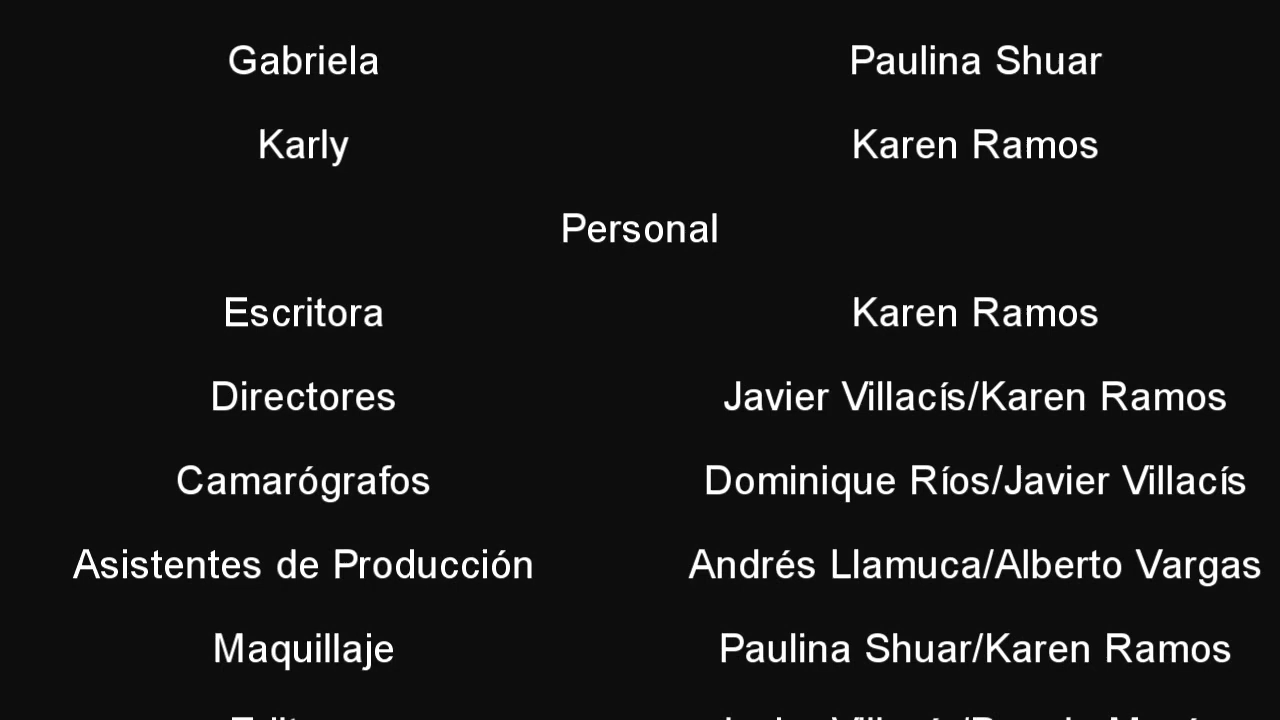 Gabriela Paulina Shuar
Karly Karen Ramos
Personal
Escritora Karen Ramos
Directores Javier Villacís/Karen Ramos
Camarógrafos Dominique Ríos/Javier Villacís
Asistentes de Producción Andrés Llamuca/Alberto Vargas
Maquillaje Paulina Shuar/Karen Ramos